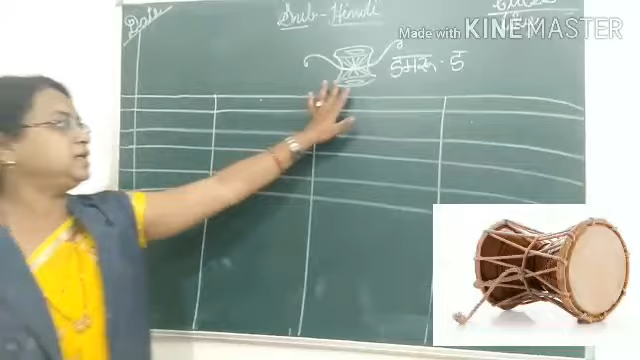 Date
Sub - Hindi
Made with KINEMASTER
डमरू - ड